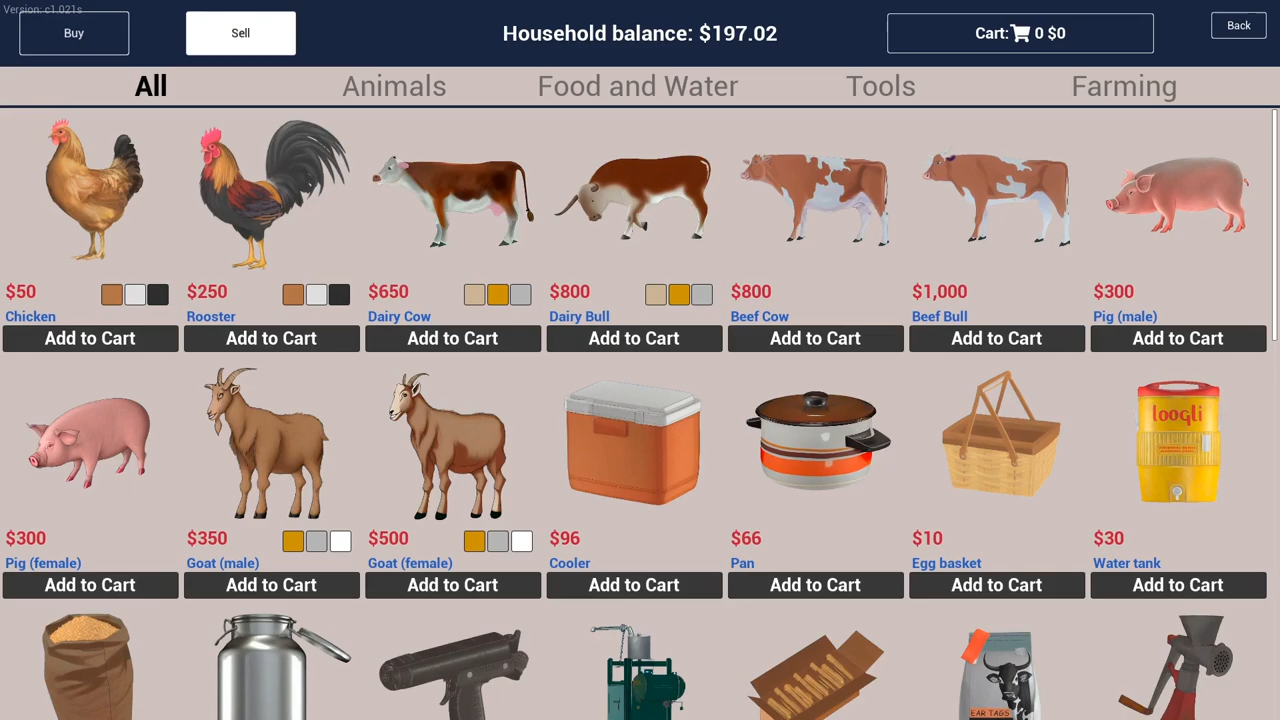 Version: c1.021s
Buy
Sell
Household balance: $197.02
Cart: 0 $0
Back
All
Animals
Food and Water
Tools
Farming
$50
$250
$650
$800
$800
$1,000
$300
Chicken
Rooster
Dairy Cow
Dairy Bull
Beef Cow
Beef Bull
Pig (male)
Add to Cart
Add to Cart
Add to Cart
Add to Cart
Add to Cart
Add to Cart
Add to Cart
loogli
$300
$350
$500
$96
$66
$10
$30
Pig (female)
Goat (male)
Goat (female)
Cooler
Pan
Egg basket
Water tank
Add to Cart
Add to Cart
Add to Cart
Add to Cart
Add to Cart
Add to Cart
Add to Cart
EAR TAGS